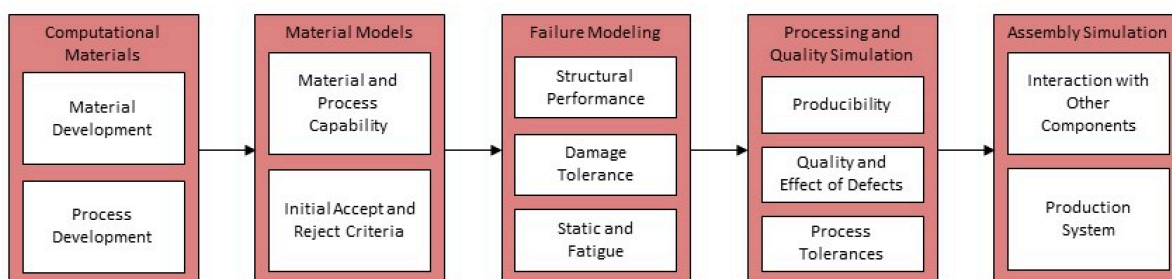 Computational
Materials
Material
Development
Process
Development
Material Models
Material and
Process
Capability
Initial Accept and
Reject Criteria
Failure Modeling
Structural
Performance
Damage
Tolerance
Static and
Fatigue
Processing and
Quality Simulation
Producibility
Quality and
Effect of Defects
Process
Tolerances
Assembly Simulation
Interaction with
Other
Components
Production
System